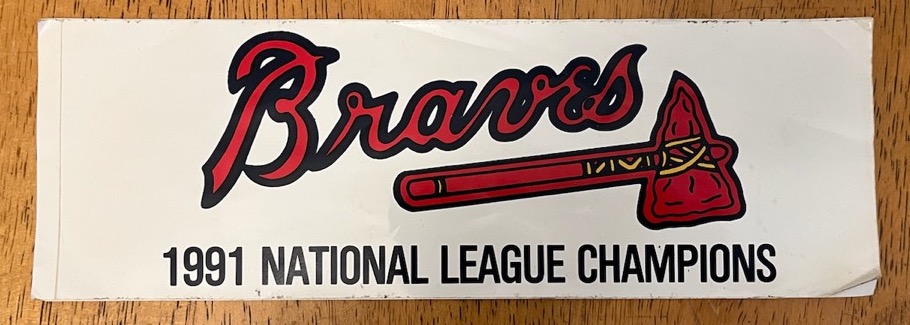 Braves
1991 NATIONAL LEAGUE CHAMPIONS